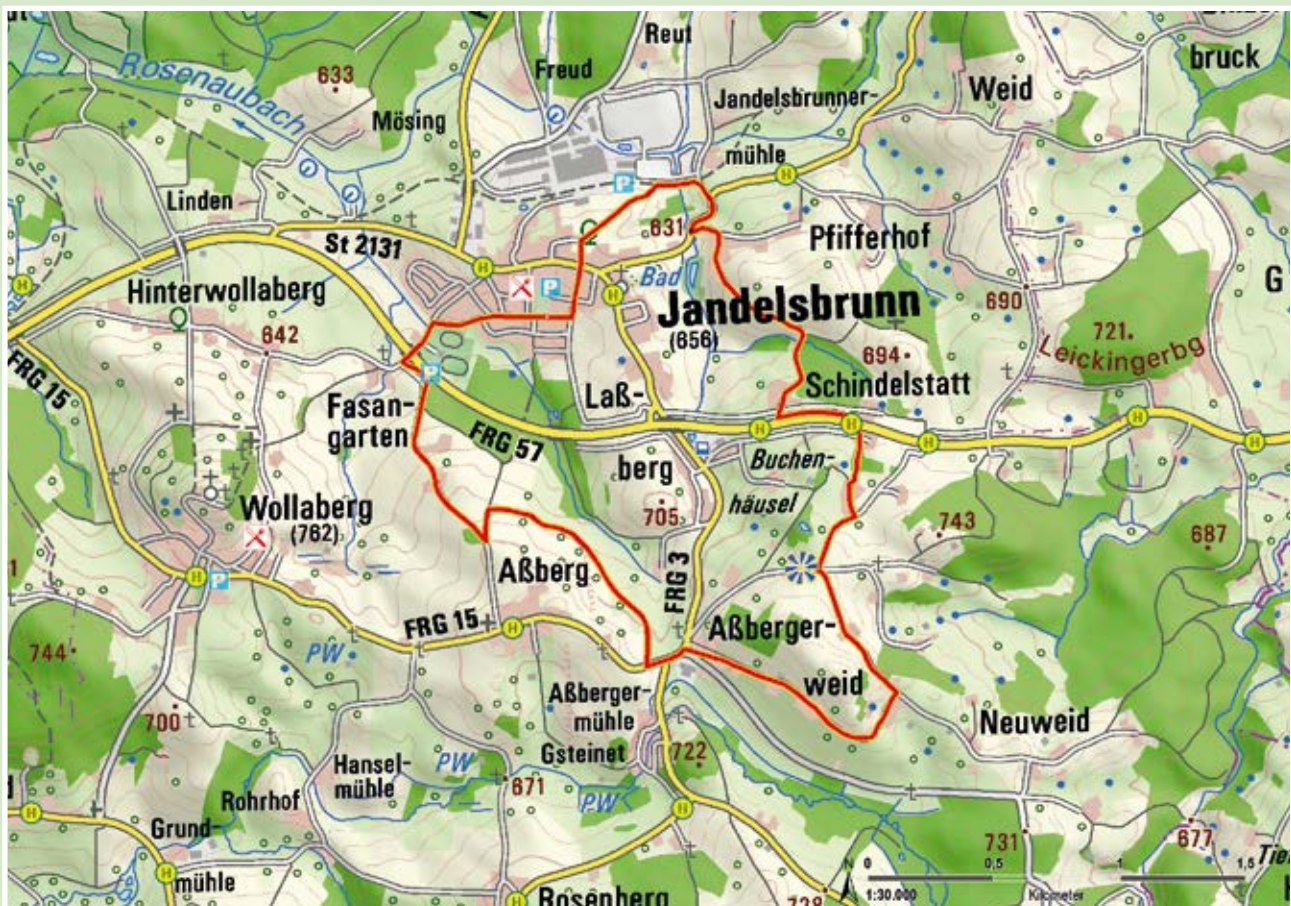 Reut
bruck
Freud
Weid
633
Rosenaubach
Mösing
Jandelsbrunner-
mühle
Linden
P
631
Pfifferhof
St 2131
H
Hinterwollaberg
Bad
690
G
P
Jandelsbrunn
(656)
721.
Leickingerbg
642
694
FRG 15
Schindelstatt
P
Laß-
berg
Fasan-
garten
FRG 57
Buchen-
häusel
Wollaberg
(762)
705
743
687
Aßberg
FRG 3
H
P
FRG 15
H
Aßberger-
weid
744
PW
700
Aßberger-
mühle
Gsteinet
722
Neuweid
Hansel-
mühle
PW
671
PW
Rohrhof
Grund-
mühle
731
677
Rosenberg
N
0
0,5
1
1,5
1:30.000
Kilometer